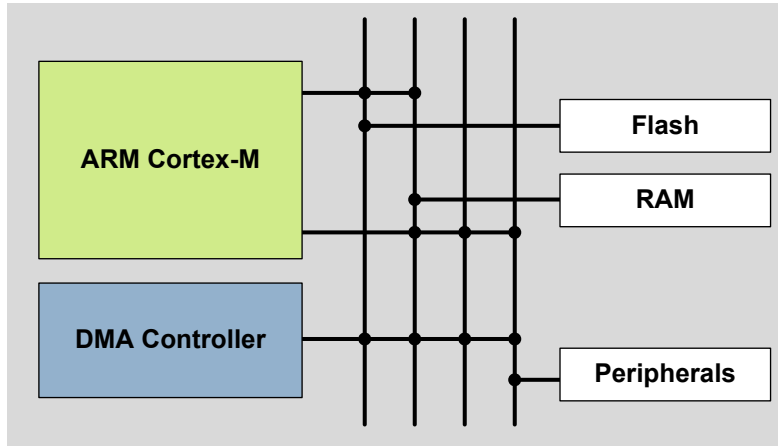 ARM Cortex-M
DMA Controller
Flash
RAM
Peripherals